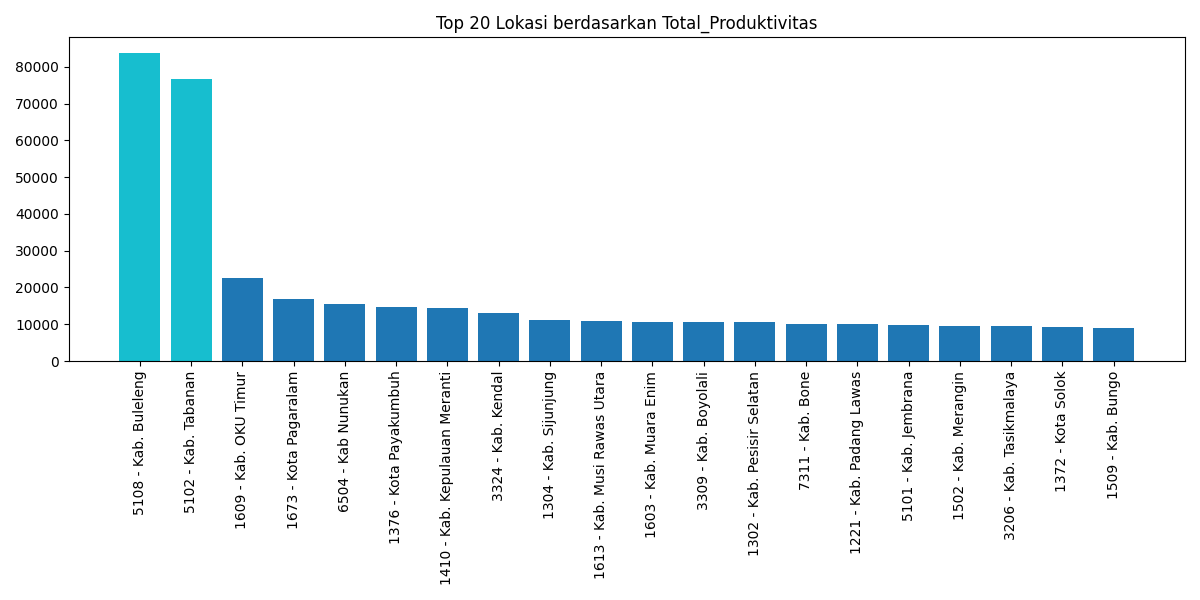 Top 20 Lokasi berdasarkan Total_Produktivitas
80000
70000
60000
50000
40000
30000
20000
10000
0
5108 - Kab. Buleleng
5102 - Kab. Tabanan
1609 - Kab. OKU Timur
1673 - Kota Pagaralam
6504 - Kab Nunukan
1376 - Kota Payakumbuh
1410 - Kab. Kepulauan Meranti
3324 - Kab. Kendal
1304 - Kab. Sijunjung
1613 - Kab. Musi Rawas Utara
1603 - Kab. Muara Enim
3309 - Kab. Boyolali
1302 - Kab. Pesisir Selatan
7311 - Kab. Bone
1221 - Kab. Padang Lawas
5101 - Kab. Jembrana
1502 - Kab. Merangin
3206 - Kab. Tasikmalaya
1372 - Kota Solok
1509 - Kab. Bungo